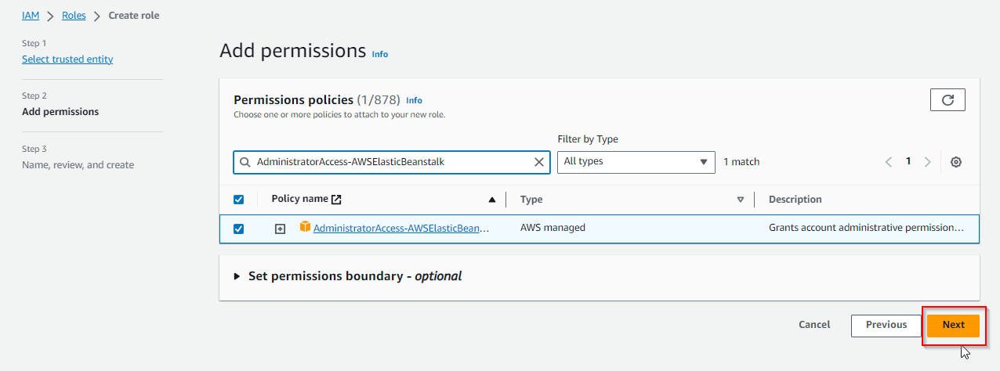 IAM > Roles > Create role
Step 1
Select trusted entity
Step 2
Add permissions
Step 3
Name, review, and create
Add permissions Info
Permissions policies (1/878) Info
Choose one or more policies to attach to your new role.
Filter by Type
AdministratorAccess-AWSElasticBeanstalk
All types
1 match
1
Policy name
Type
Description
AdministratorAccess-AWSElasticBean...
AWS managed
Grants account administrative permission...
Set permissions boundary - optional
Cancel
Previous
Next